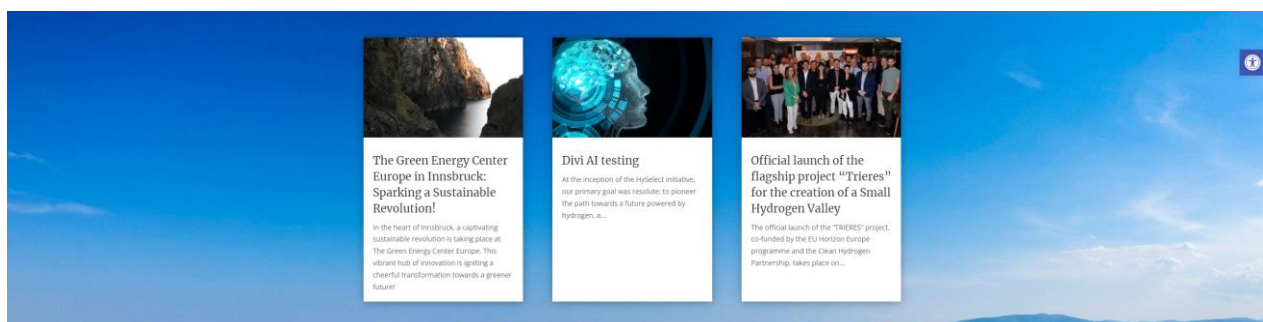 The Green Energy Center
Europe in Innsbruck:
Sparking a Sustainable
Revolution!
In the heart of Innsbruck, a captivating
sustainable revolution is taking place at
The Green Energy Center Europe. This
vibrant hub of innovation is igniting a
cheerful transformation towards a greener
future!
Divi AI testing
At the inception of the HySelect initiative,
our primary goal was resolute: to pioneer
the path towards a future powered by
hydrogen, a...
Official launch of the
flagship project “Trieres”
for the creation of a Small
Hydrogen Valley
The official launch of the “TRIERES” project,
co-funded by the EU Horizon Europe
programme and the Clean Hydrogen
Partnership, takes place on...